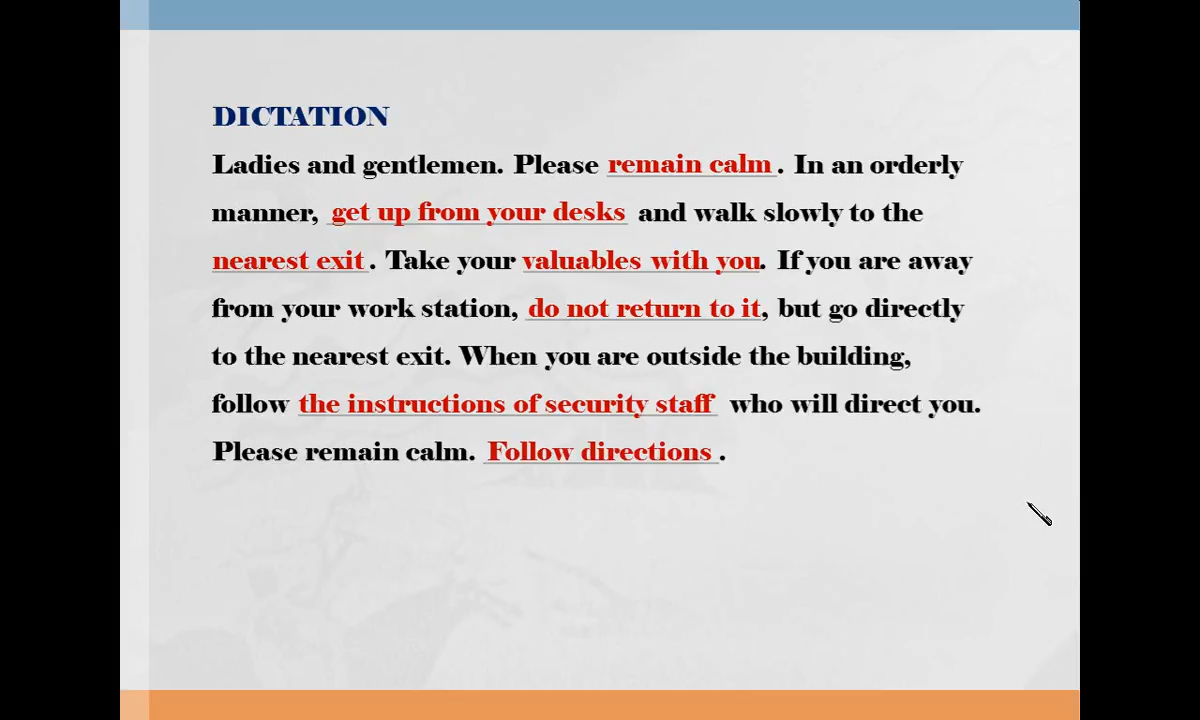 DICTATION
Ladies and gentlemen. Please remain calm. In an orderly
manner, get up from your desks and walk slowly to the
nearest exit. Take your valuables with you. If you are away
from your work station, do not return to it, but go directly
to the nearest exit. When you are outside the building,
follow the instructions of security staff who will direct you.
Please remain calm. Follow directions.